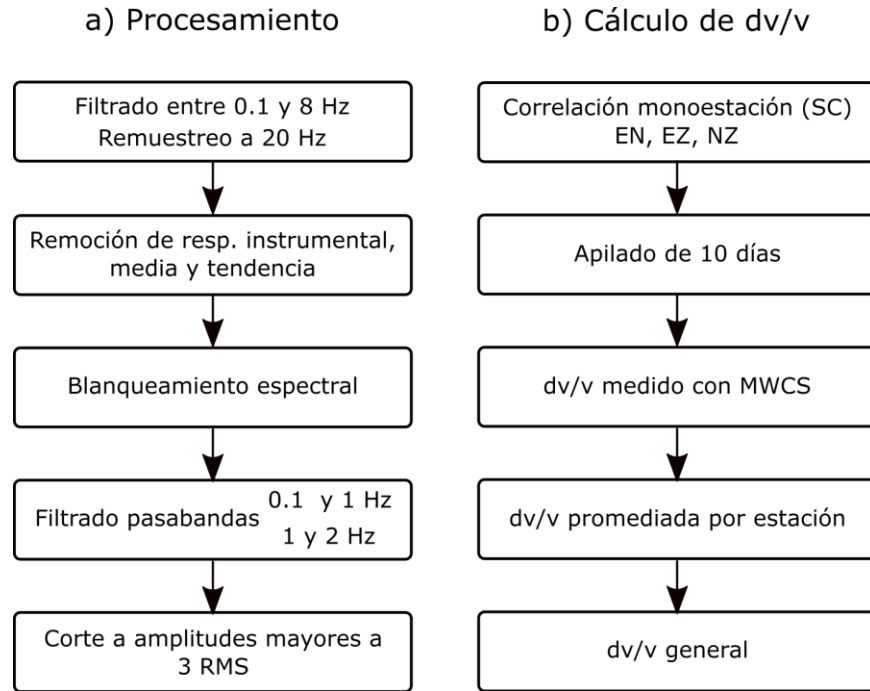 a) Procesamiento
Filtrado entre 0.1 y 8 Hz
Remuestreo a 20 Hz
Remoción de resp. instrumental,
media y tendencia
Blanqueamiento espectral
Filtrado pasabandas 0.1 y 1 Hz
1 y 2 Hz
Corte a amplitudes mayores a
3 RMS
b) Cálculo de dv/v
Correlación monoestación (SC)
EN, EZ, NZ
Apilado de 10 días
dv/v medido con MWCS
dv/v promediada por estación
dv/v general